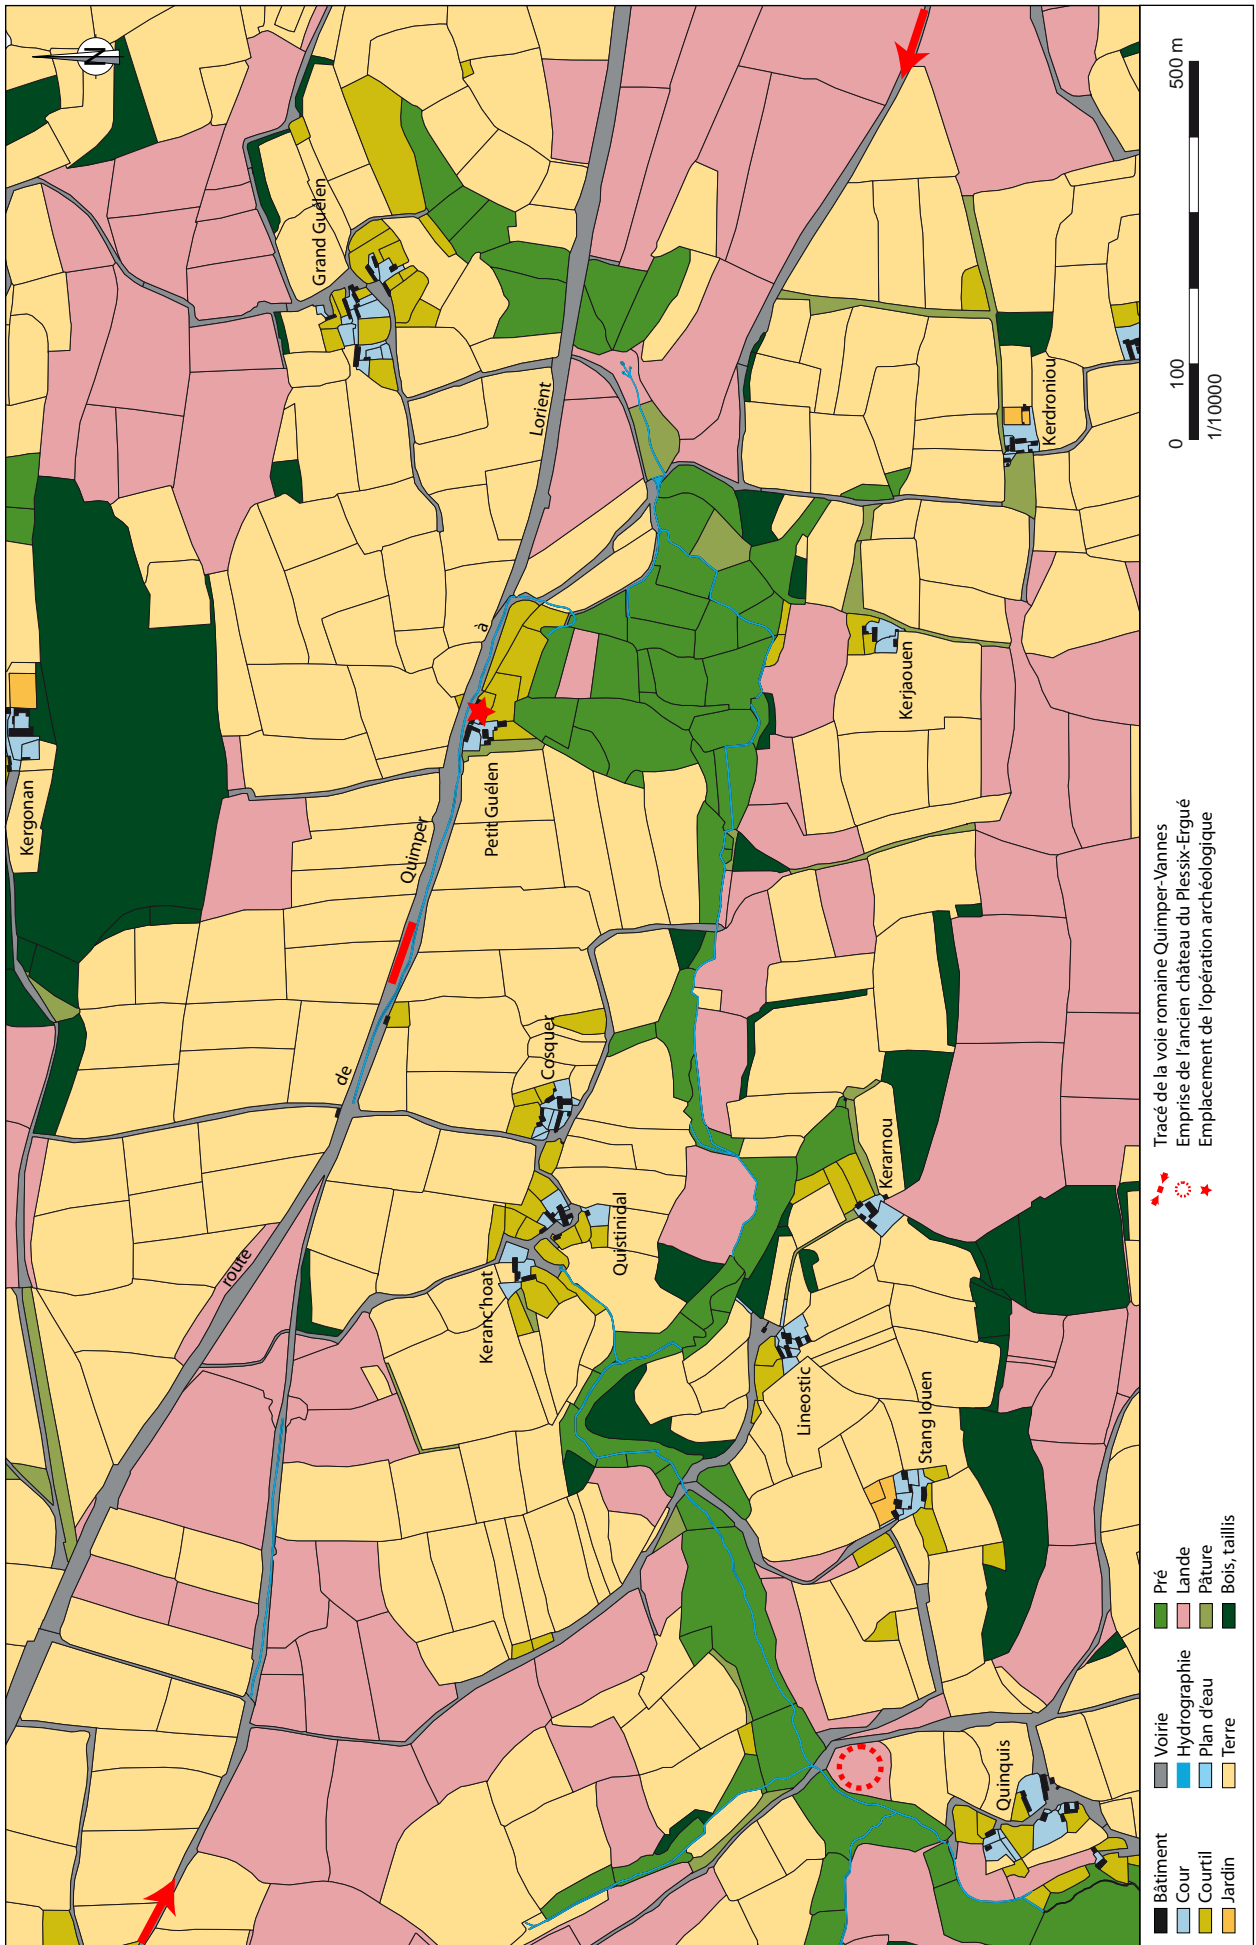 N
Kergonan
Grand Guélen
route
de
Quimper
à
Lorient
Petit Guélen
Cosquer
Quistinidal
Keranc'hoat
Kerjaouen
Kerdroniou
Kerarnou
Lineostic
Stang Iouen
Quinquis
Bâtiment
Cour
Courtil
Jardin
Voirie
Hydrographie
Plan d'eau
Terre
Pré
Lande
Pâture
Bois, taillis
Tracé de la voie romaine Quimper-Vannes
Emprise de l'ancien château du Plessix-Ergué
Emplacement de l'opération archéologique
0 100 500 m
1/10000